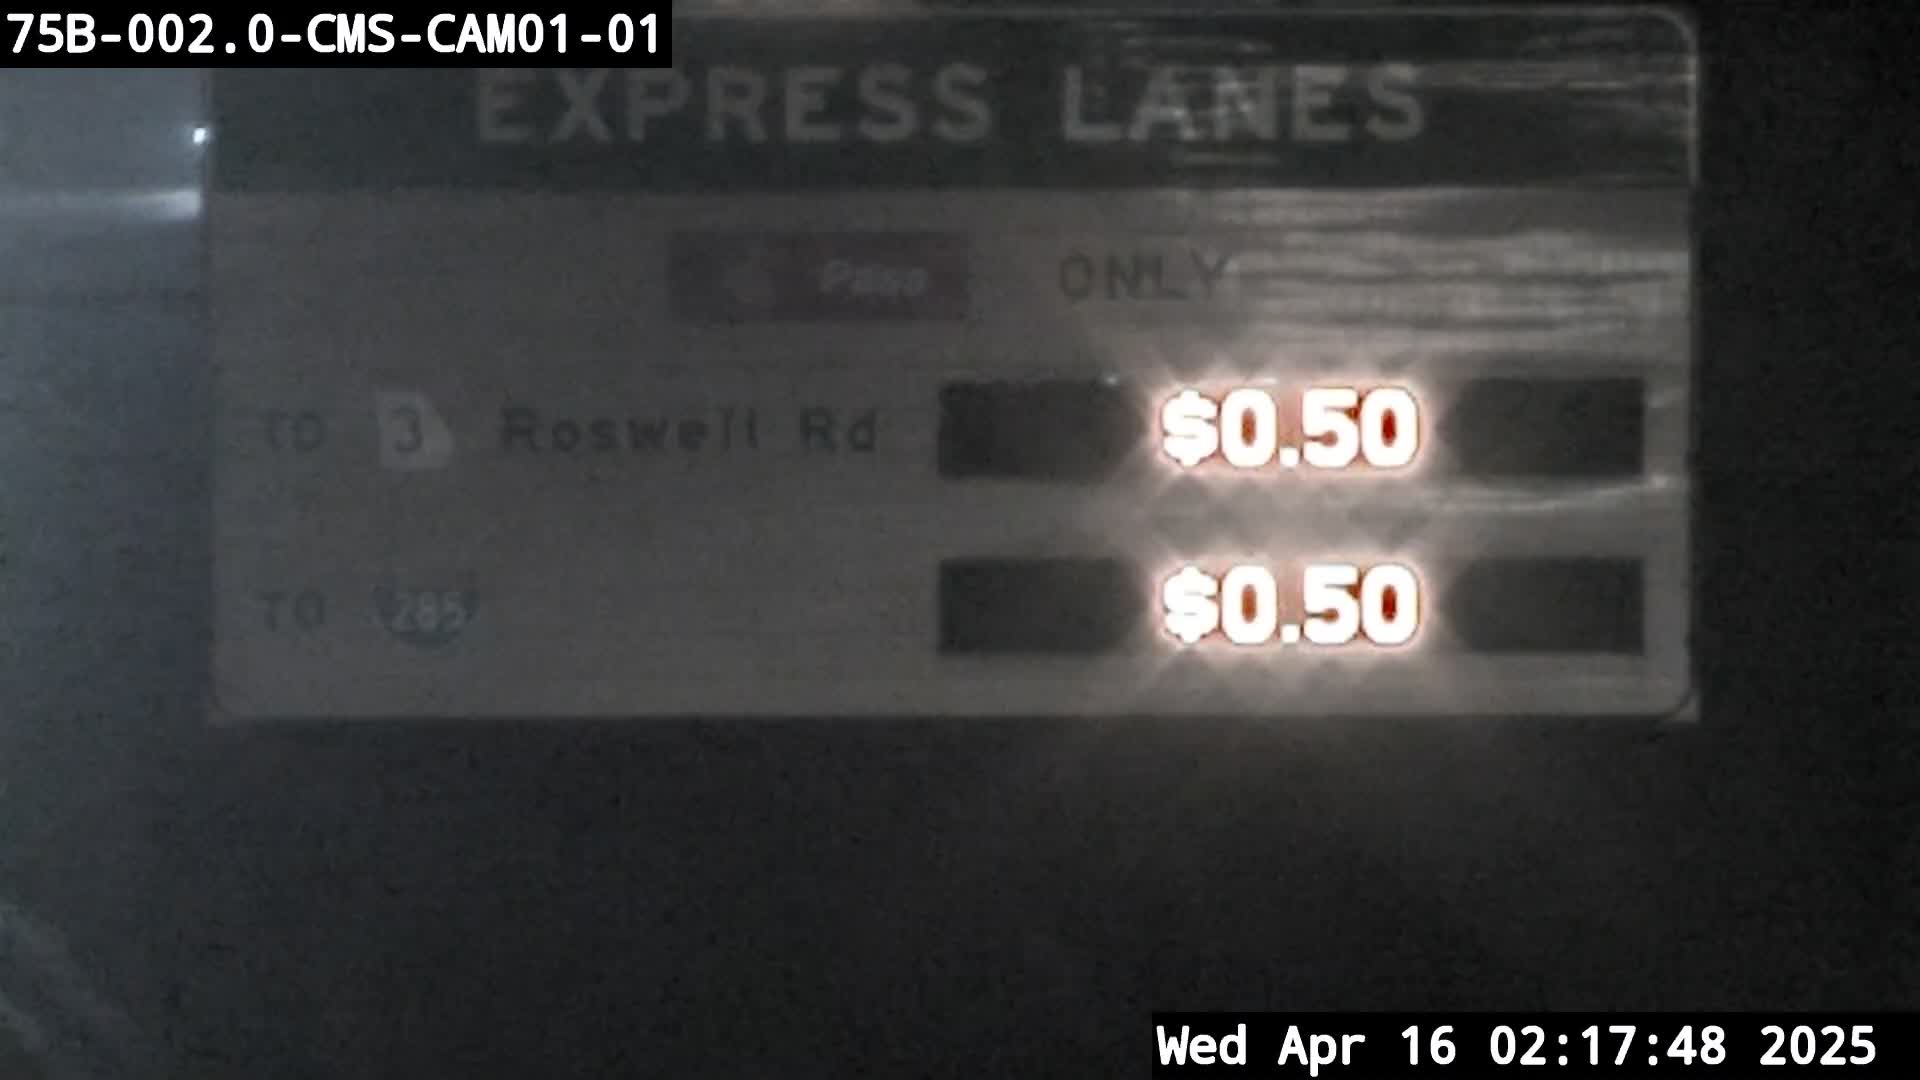 75B-002.0-CMS-CAM01-01
EXPRESS LANES
ONLY
TO 3 Roswell Rd $0.50
TO 285 $0.50
Wed Apr 16 02:17:48 2025